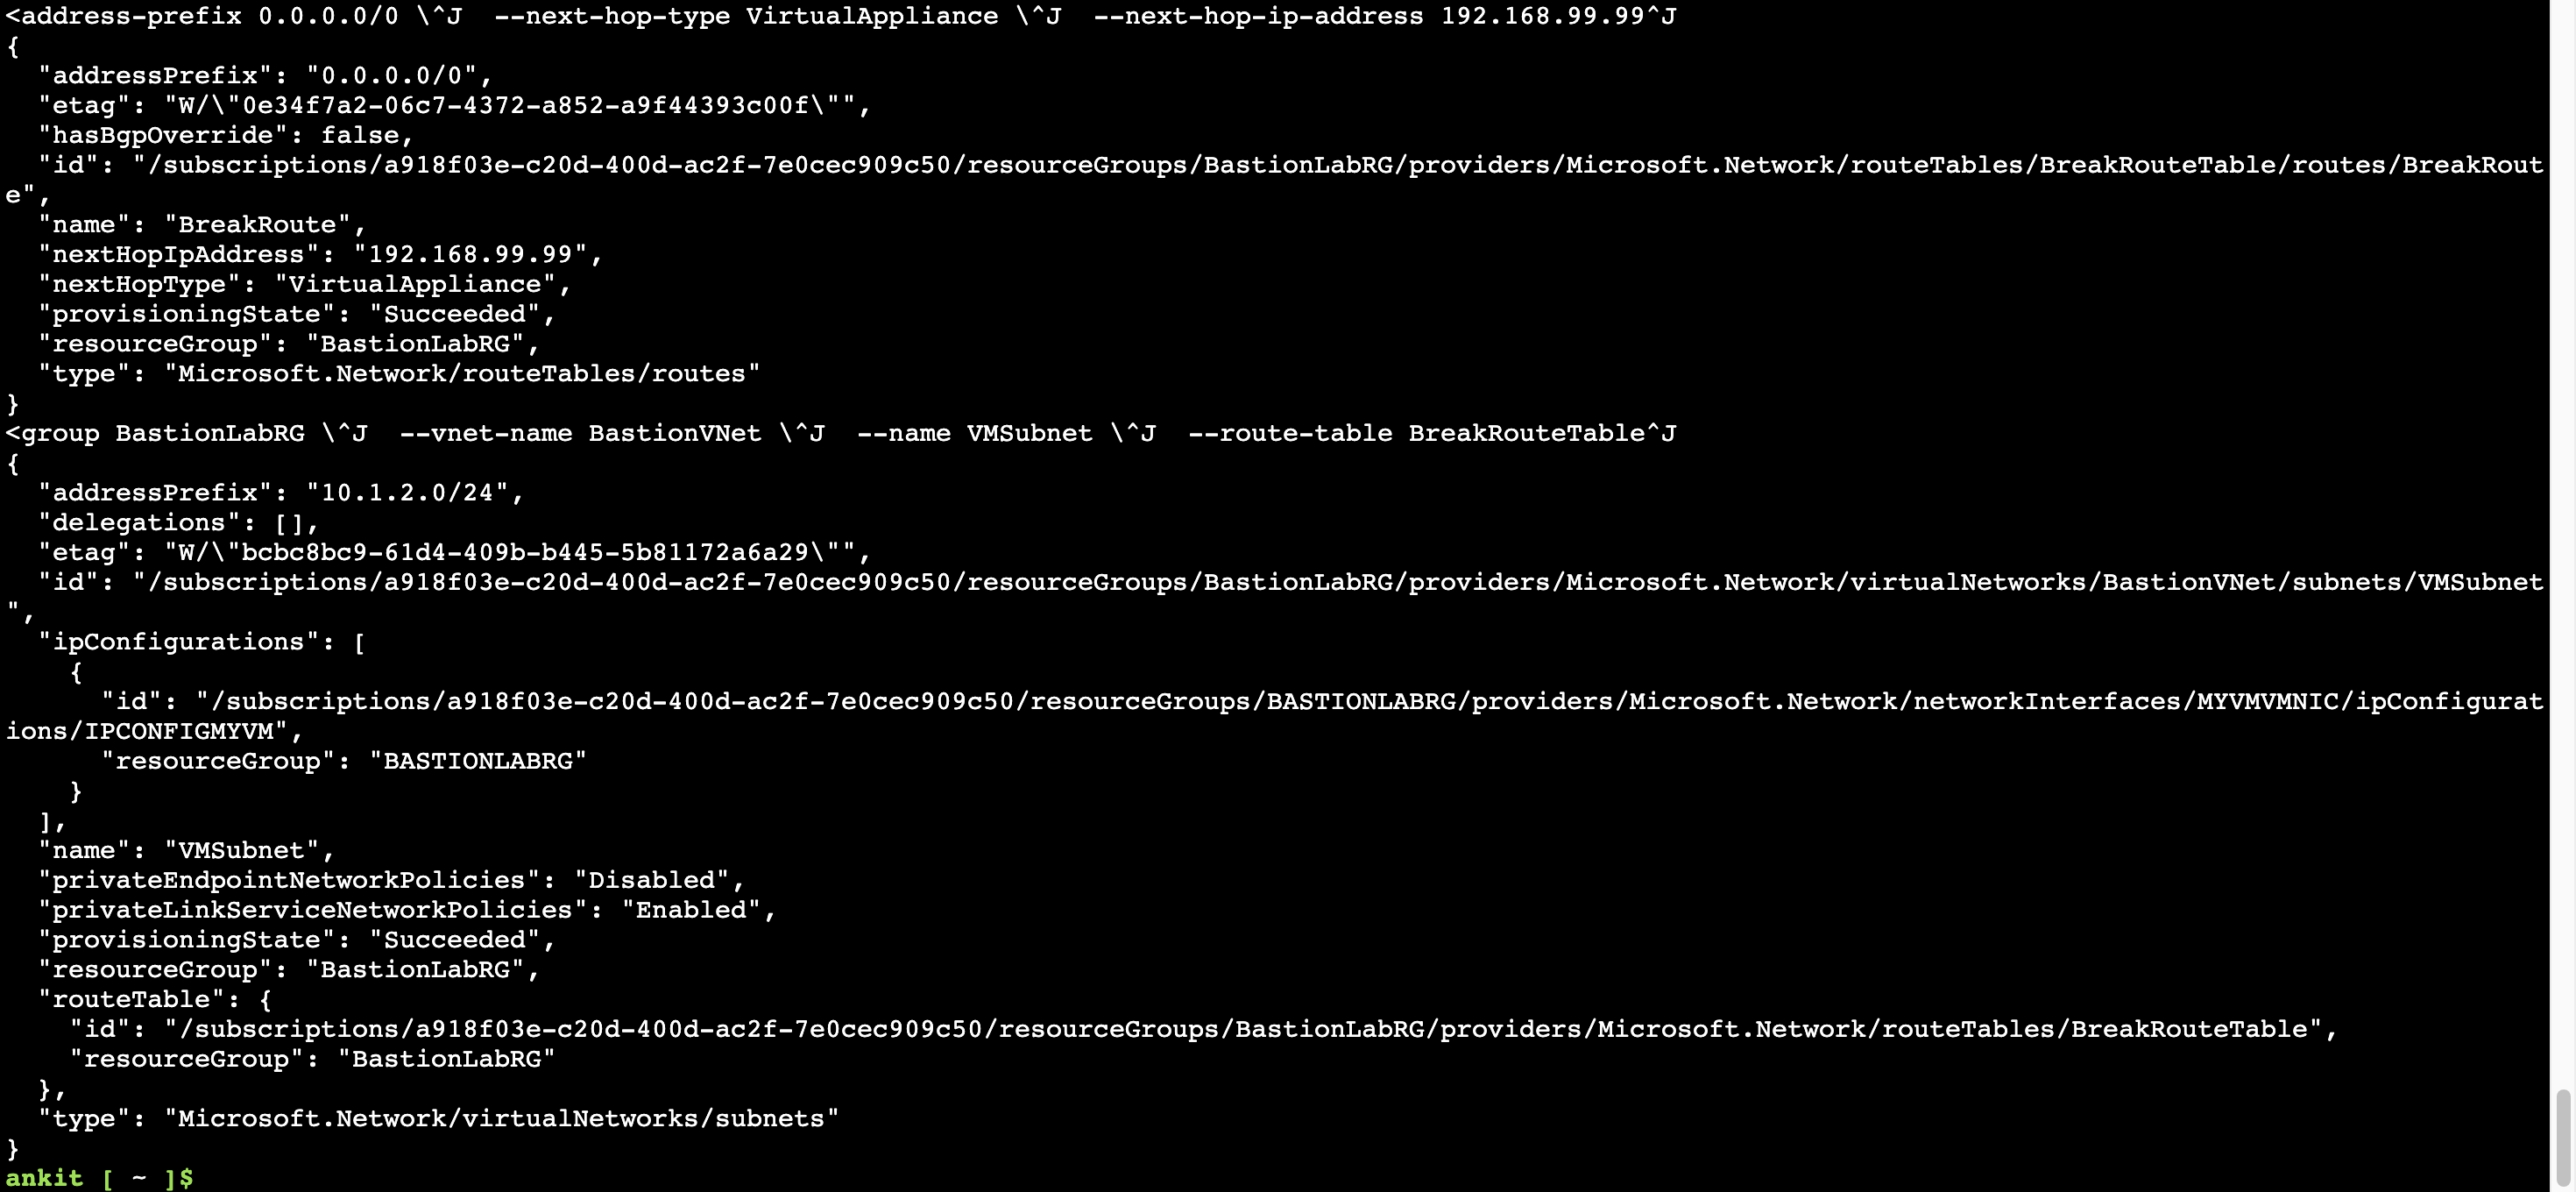 <address-prefix 0.0.0.0/0 \^J  --next-hop-type VirtualAppliance \^J  --next-hop-ip-address 192.168.99.99^J
{
  "addressPrefix": "0.0.0.0/0",
  "etag": "W/\"0e34f7a2-06c7-4372-a852-a9f44393c00f\"",
  "hasBgpOverride": false,
  "id": "/subscriptions/a918f03e-c20d-400d-ac2f-7e0cec909c50/resourceGroups/BastionLabRG/providers/Microsoft.Network/routeTables/BreakRouteTable/routes/BreakRout
e",
  "name": "BreakRoute",
  "nextHopIpAddress": "192.168.99.99",
  "nextHopType": "VirtualAppliance",
  "provisioningState": "Succeeded",
  "resourceGroup": "BastionLabRG",
  "type": "Microsoft.Network/routeTables/routes"
}
<group BastionLabRG \^J  --vnet-name BastionVNet \^J  --name VMSubnet \^J  --route-table BreakRouteTable^J
{
  "addressPrefix": "10.1.2.0/24",
  "delegations": [],
  "etag": "W/\"bcbc8bc9-61d4-409b-b445-5b81172a6a29\"",
  "id": "/subscriptions/a918f03e-c20d-400d-ac2f-7e0cec909c50/resourceGroups/BastionLabRG/providers/Microsoft.Network/virtualNetworks/BastionVNet/subnets/VMSubnet
",
  "ipConfigurations": [
    {
      "id": "/subscriptions/a918f03e-c20d-400d-ac2f-7e0cec909c50/resourceGroups/BASTIONLABRG/providers/Microsoft.Network/networkInterfaces/MYVMVMNIC/ipConfigurat
ions/IPCONFIGMYVM",
      "resourceGroup": "BASTIONLABRG"
    }
  ],
  "name": "VMSubnet",
  "privateEndpointNetworkPolicies": "Disabled",
  "privateLinkServiceNetworkPolicies": "Enabled",
  "provisioningState": "Succeeded",
  "resourceGroup": "BastionLabRG",
  "routeTable": {
    "id": "/subscriptions/a918f03e-c20d-400d-ac2f-7e0cec909c50/resourceGroups/BastionLabRG/providers/Microsoft.Network/routeTables/BreakRouteTable",
    "resourceGroup": "BastionLabRG"
  },
  "type": "Microsoft.Network/virtualNetworks/subnets"
}
ankit [ ~ ]$